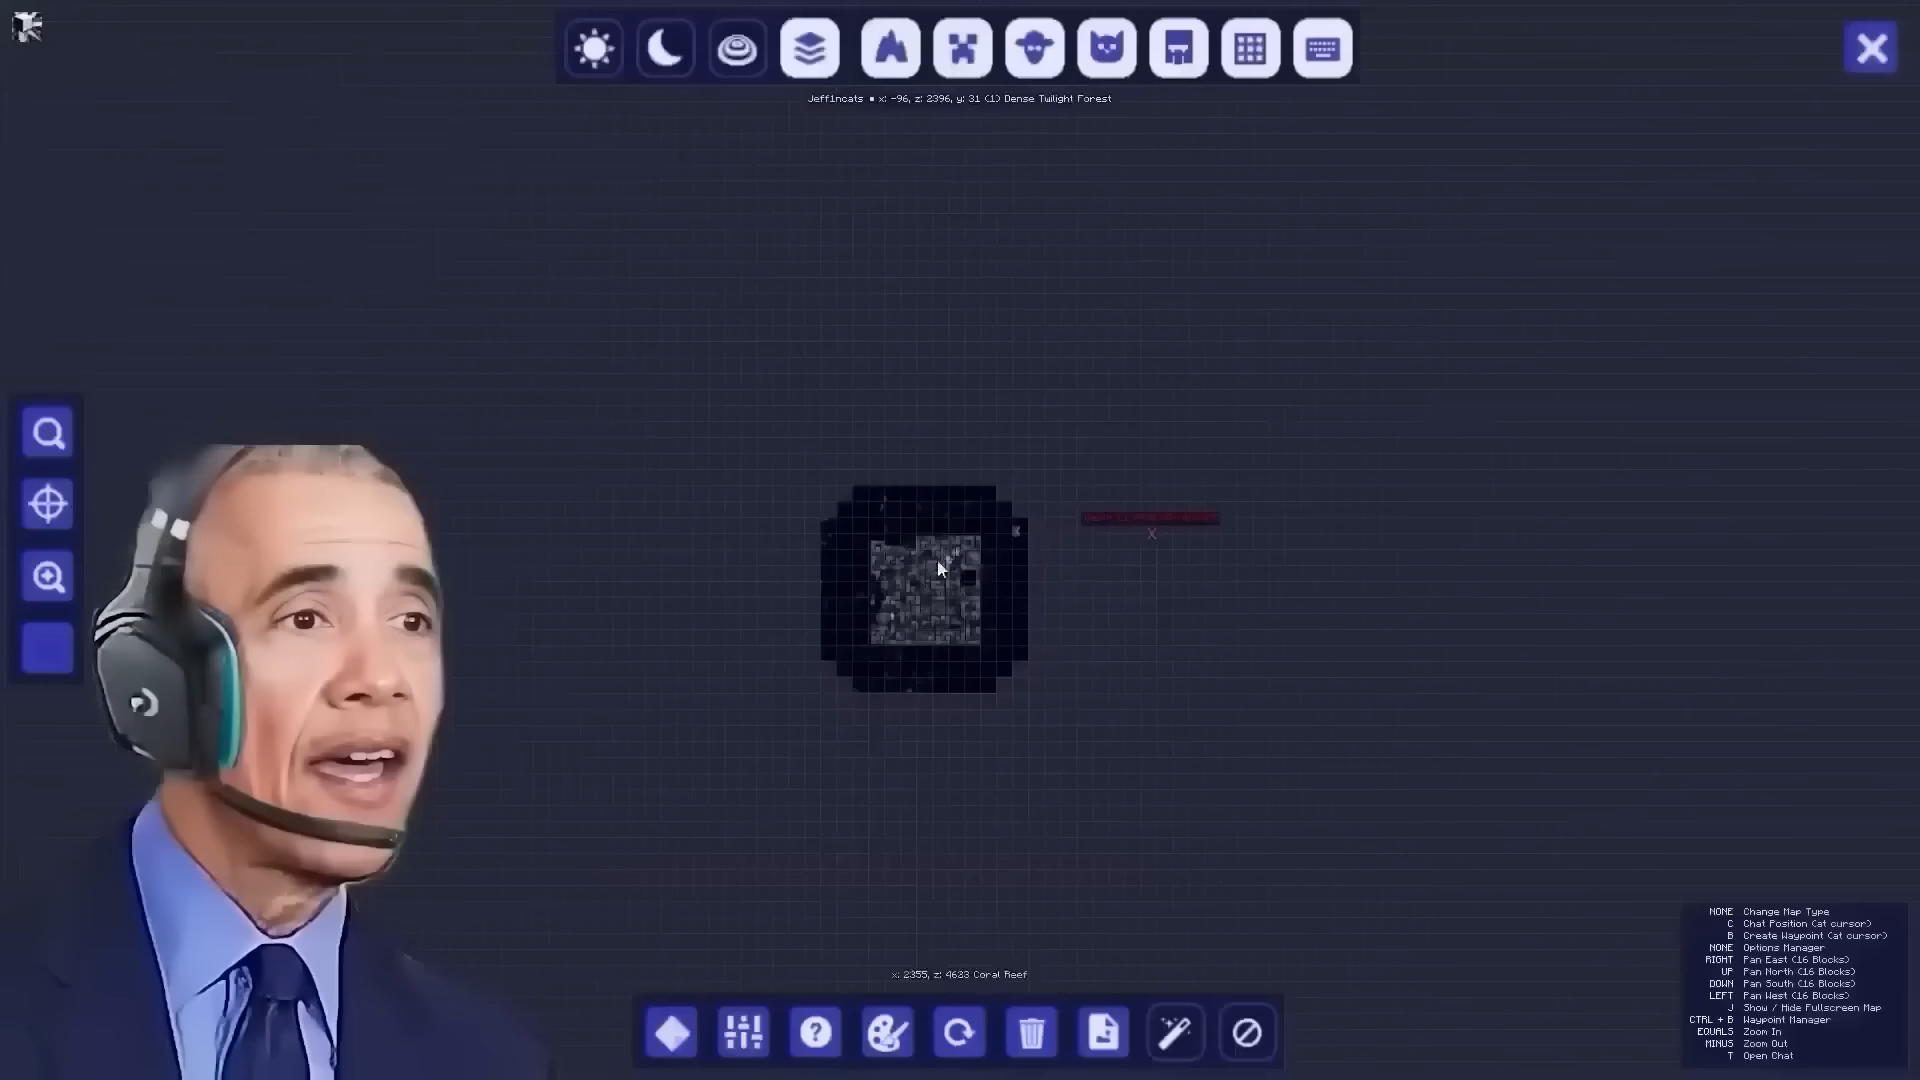 Jeff1ncats ▪ x: -96, z: 2396, y: 31 (1) Dense Twilight Forest
X
x: 2355, z: 4623 Coral Reef
NONE Change Map Type
C Chat Position (at cursor)
B Create Waypoint (at cursor)
NONE Options Manager
RIGHT Pan East (16 Blocks)
UP Pan North (16 Blocks)
DOWN Pan South (16 Blocks)
LEFT Pan West (16 Blocks)
J Show / Hide Fullscreen Map
CTRL + B Waypoint Manager
EQUALS Zoom In
MINUS Zoom Out
T Open Chat